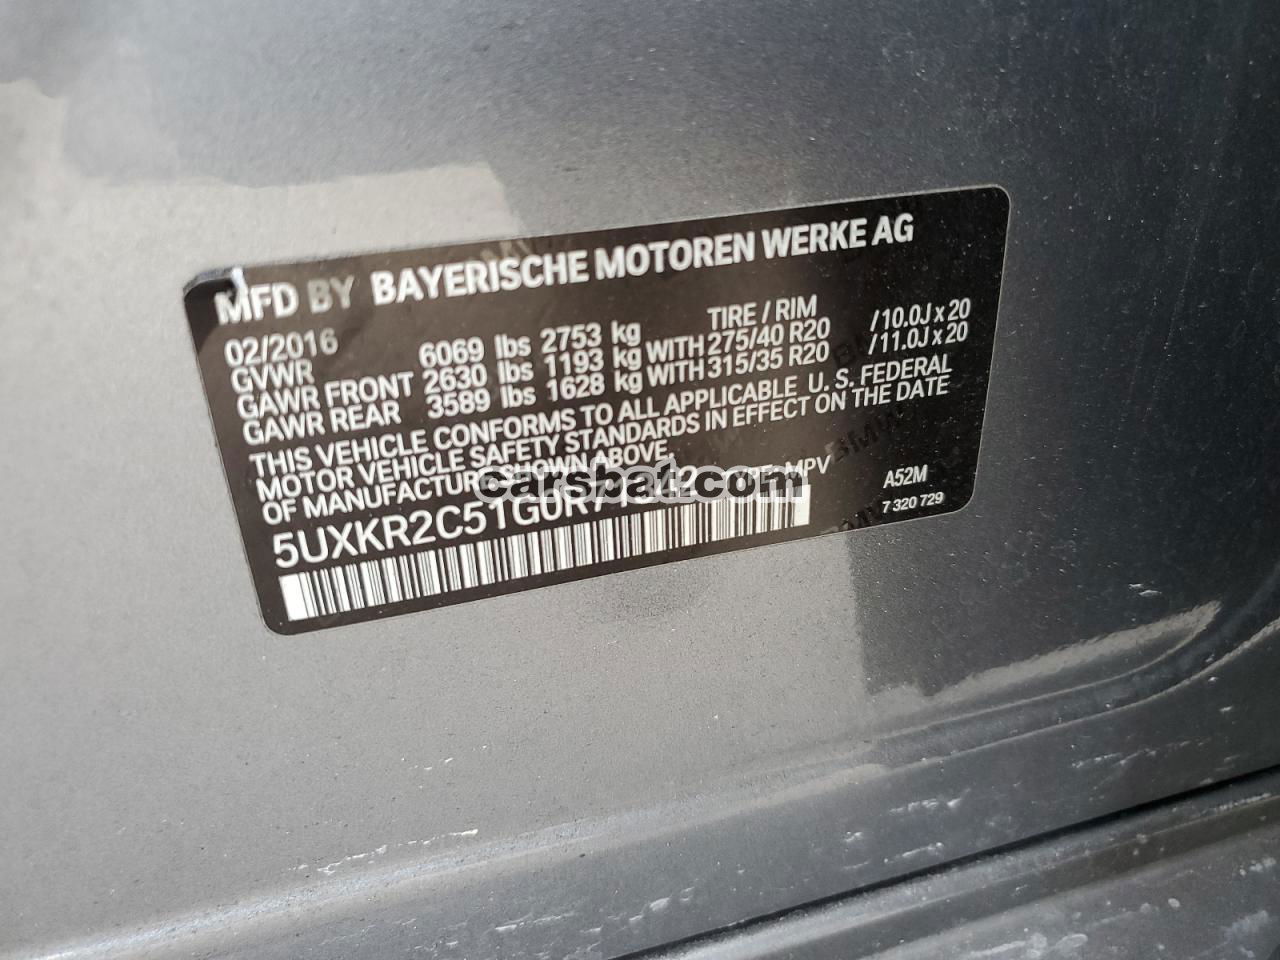 MFD BY BAYERISCHE MOTOREN WERKE AG
02/2016 TIRE / RIM
GVWR 6069 lbs 2753 kg
GAWR FRONT 2630 lbs 1193 kg WITH 275/40 R20 /10.0J x 20
GAWR REAR 3589 lbs 1628 kg WITH 315/35 R20 /11.0J x 20
THIS VEHICLE CONFORMS TO ALL APPLICABLE U. S. FEDERAL
MOTOR VEHICLE SAFETY STANDARDS IN EFFECT ON THE DATE
OF MANUFACTURE SHOWN ABOVE.
carsbat.com
TYPE: MPV
A52M
7 320 729